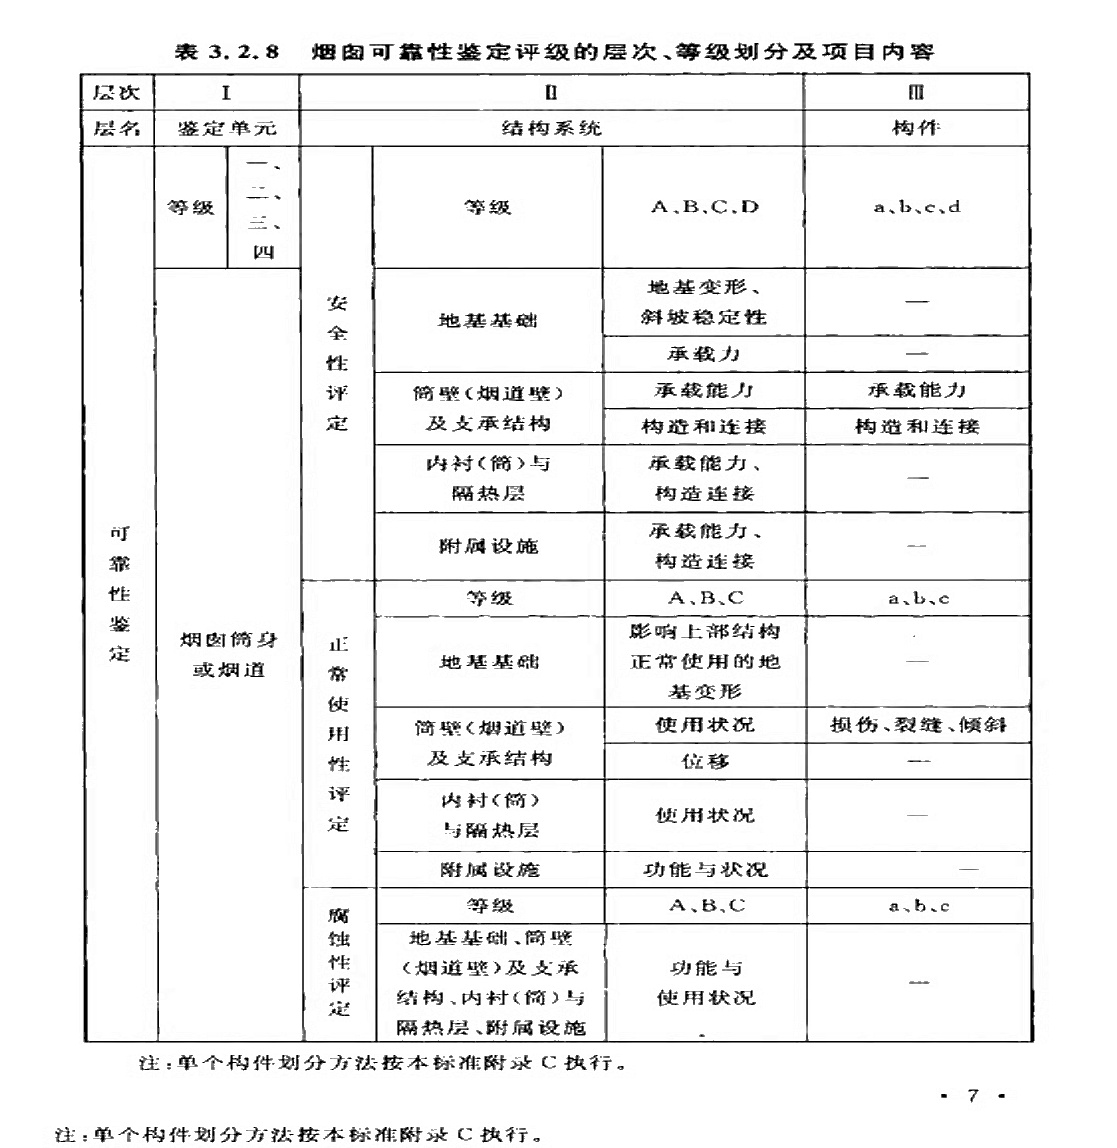 表 3.2.8 烟囱可靠性鉴定评级的层次、等级划分及项目内容
层次 Ⅰ Ⅱ Ⅲ
层名 鉴定单元 结构系统 构件
可靠性鉴定
等级
一、
二、
三、
四
烟囱筒身
或烟道
安全性评定
等级 A、B、C、D a、b、c、d
地基基础
地基变形、
斜坡稳定性
—
承载力 —
筒壁(烟道壁)
及支承结构
承载能力 承载能力
构造和连接 构造和连接
内衬(筒)与
隔热层
承载能力、
构造连接
—
附属设施
承载能力、
构造连接
—
正常使用性评定
等级 A、B、C a、b、c
地基基础
影响上部结构
正常使用的地
基变形
—
筒壁(烟道壁)
及支承结构
使用状况 损伤、裂缝、倾斜
位移 —
内衬(筒)
与隔热层
使用状况 —
附属设施 功能与状况 —
腐蚀性评定
等级 A、B、C a、b、c
地基基础、筒壁
(烟道壁)及支承
结构、内衬(筒)与
隔热层、附属设施
功能与
使用状况
—
注:单个构件划分方法按本标准附录 C 执行。
· 7 ·
注:单个构件划分方法按本标准附录 C 执行。